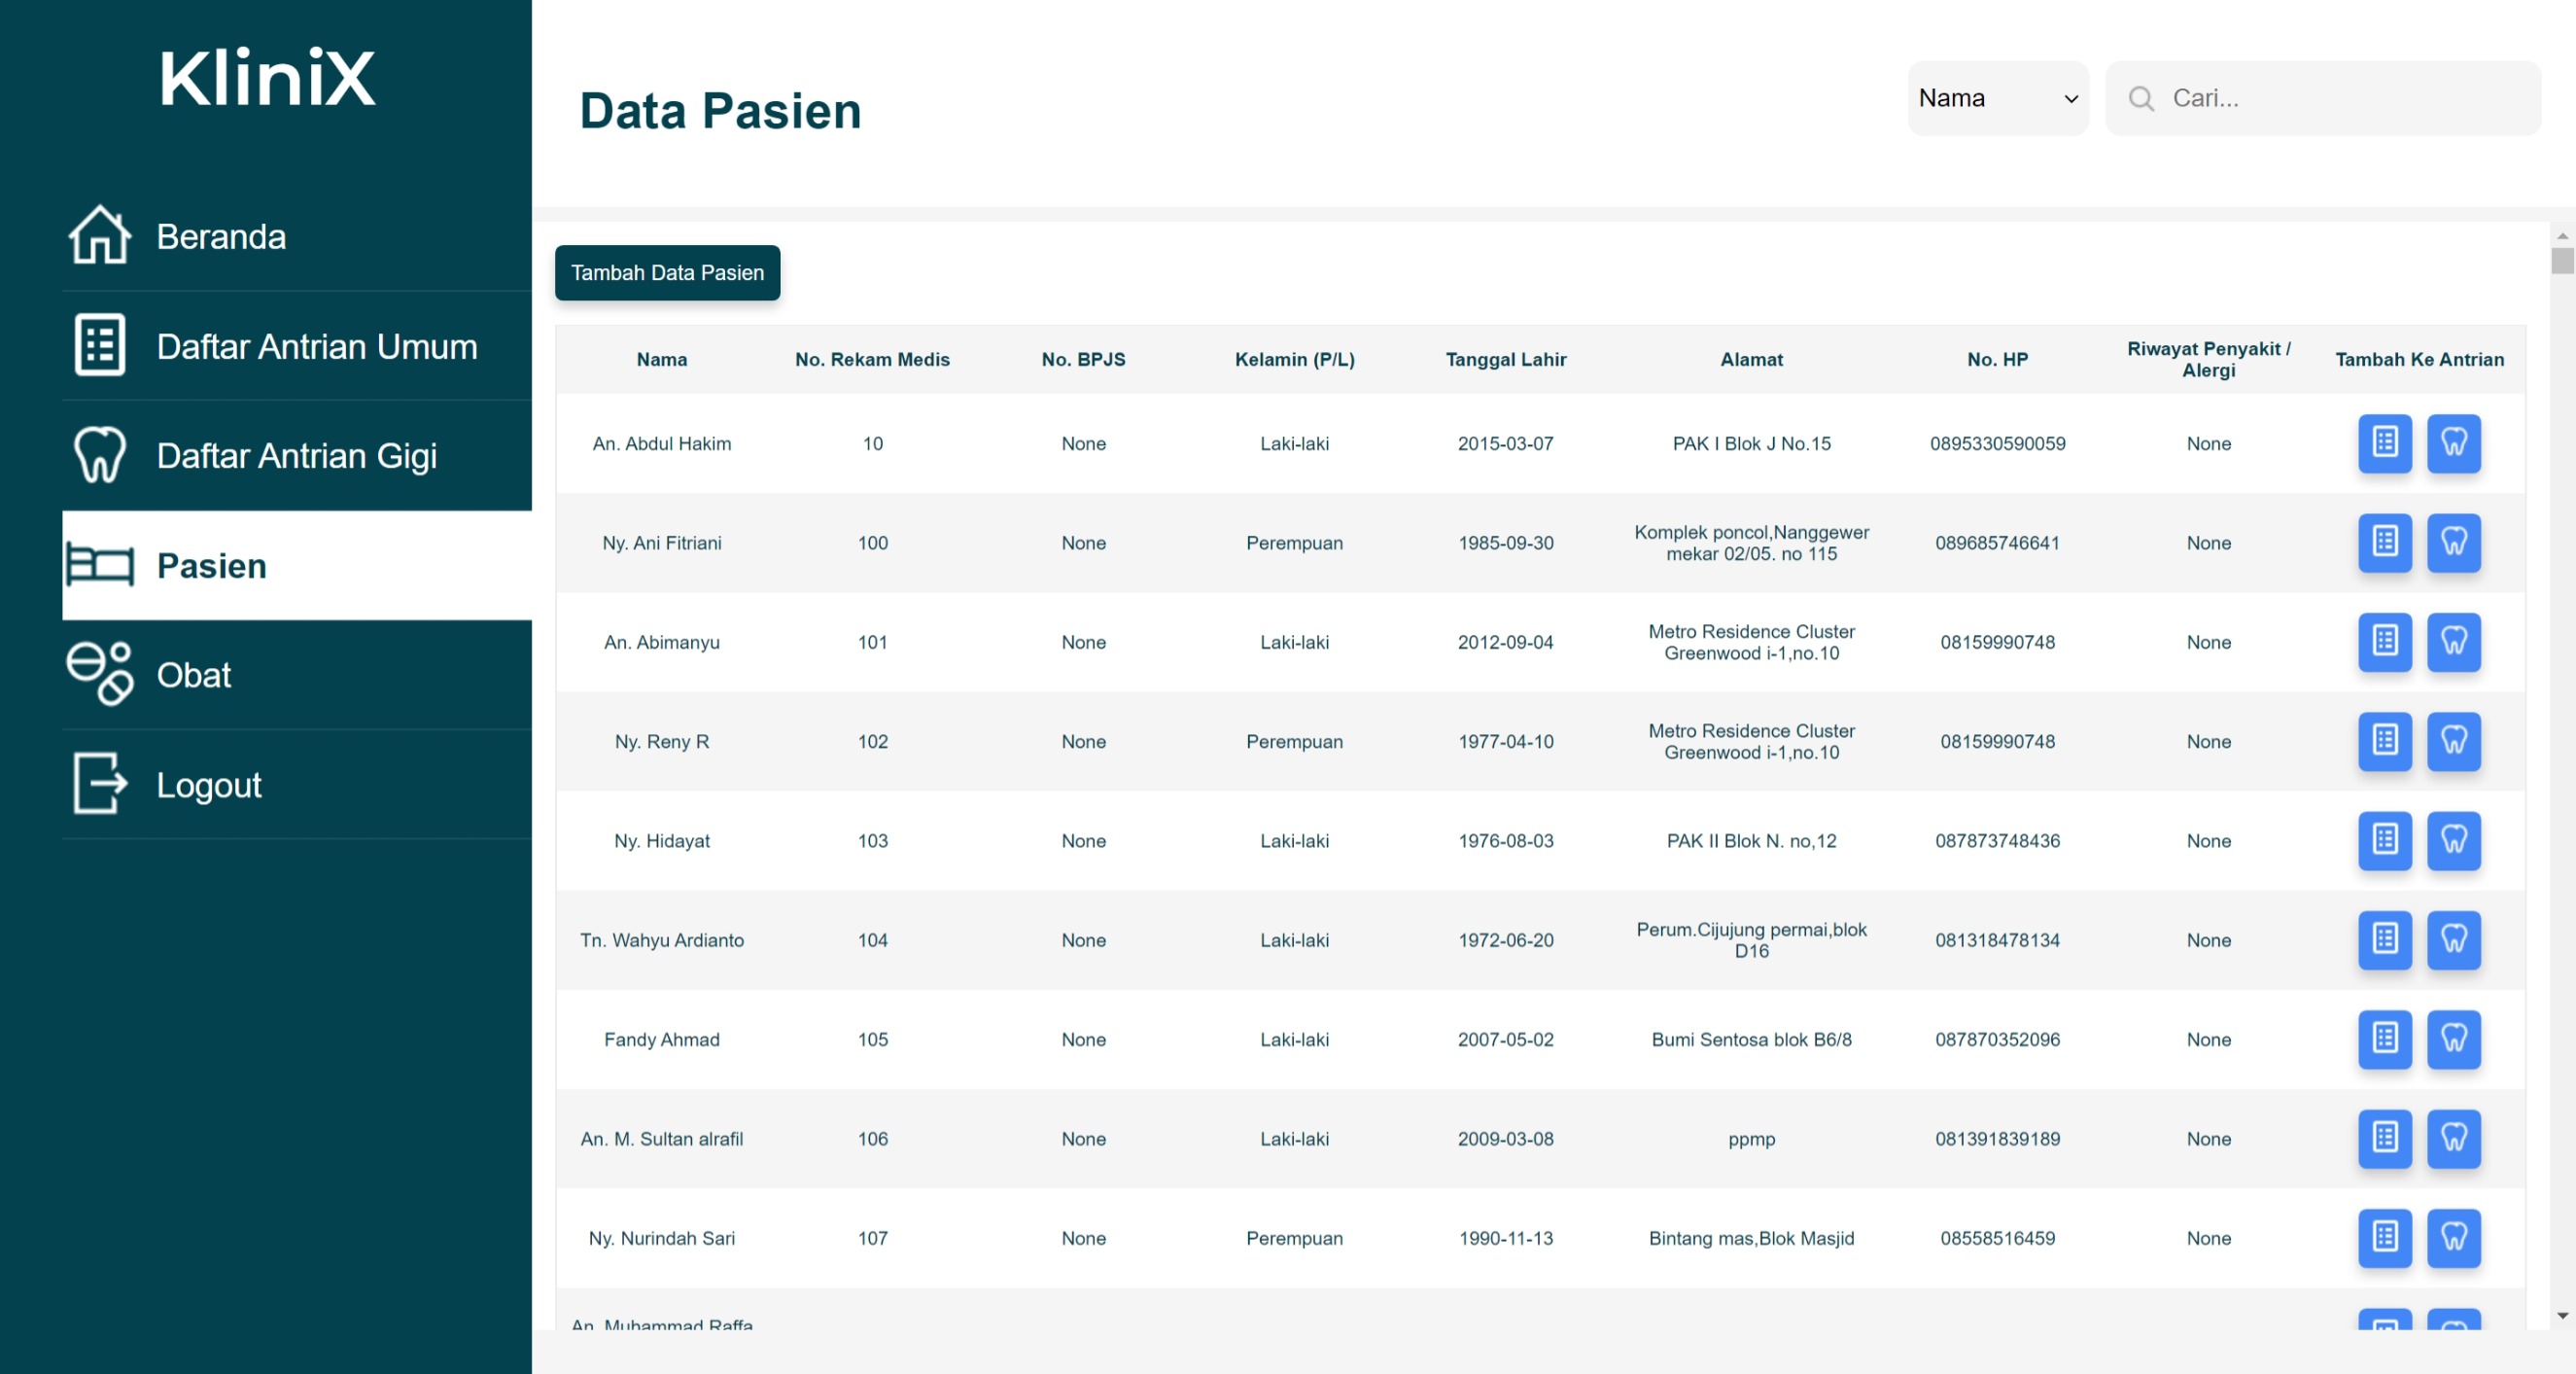 KliniX
Beranda
Daftar Antrian Umum
Daftar Antrian Gigi
Pasien
Obat
Logout
Data Pasien
Nama
Cari...
Tambah Data Pasien
Nama No. Rekam Medis No. BPJS Kelamin (P/L) Tanggal Lahir Alamat No. HP Riwayat Penyakit / Alergi Tambah Ke Antrian
An. Abdul Hakim 10 None Laki-laki 2015-03-07 PAK I Blok J No.15 0895330590059 None
Ny. Ani Fitriani 100 None Perempuan 1985-09-30 Komplek poncol,Nanggewer mekar 02/05. no 115 089685746641 None
An. Abimanyu 101 None Laki-laki 2012-09-04 Metro Residence Cluster Greenwood i-1,no.10 08159990748 None
Ny. Reny R 102 None Perempuan 1977-04-10 Metro Residence Cluster Greenwood i-1,no.10 08159990748 None
Ny. Hidayat 103 None Laki-laki 1976-08-03 PAK II Blok N. no,12 087873748436 None
Tn. Wahyu Ardianto 104 None Laki-laki 1972-06-20 Perum.Cijujung permai,blok D16 081318478134 None
Fandy Ahmad 105 None Laki-laki 2007-05-02 Bumi Sentosa blok B6/8 087870352096 None
An. M. Sultan alrafil 106 None Laki-laki 2009-03-08 ppmp 081391839189 None
Ny. Nurindah Sari 107 None Perempuan 1990-11-13 Bintang mas,Blok Masjid 08558516459 None
An. Muhammad Raffa